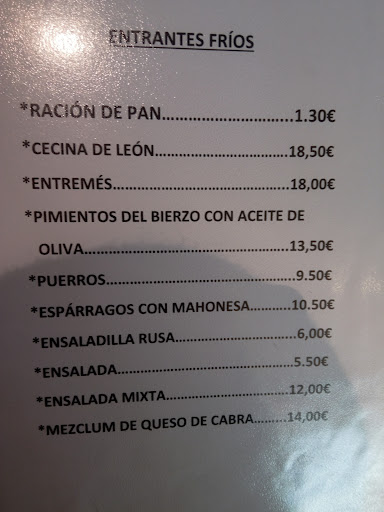 ENTRANTES FRÍOS
*RACIÓN DE PAN..............................1.30€
*CECINA DE LEÓN........................18,50€
*ENTREMÉS................................18,00€
*PIMIENTOS DEL BIERZO CON ACEITE DE
OLIVA.....................................13,50€
*PUERROS..................................9.50€
*ESPÁRRAGOS CON MAHONESA...........10.50€
*ENSALADILLA RUSA........................6,00€
*ENSALADA...................................5.50€
*ENSALADA MIXTA.........................12,00€
*MEZCLUM DE QUESO DE CABRA.........14,00€